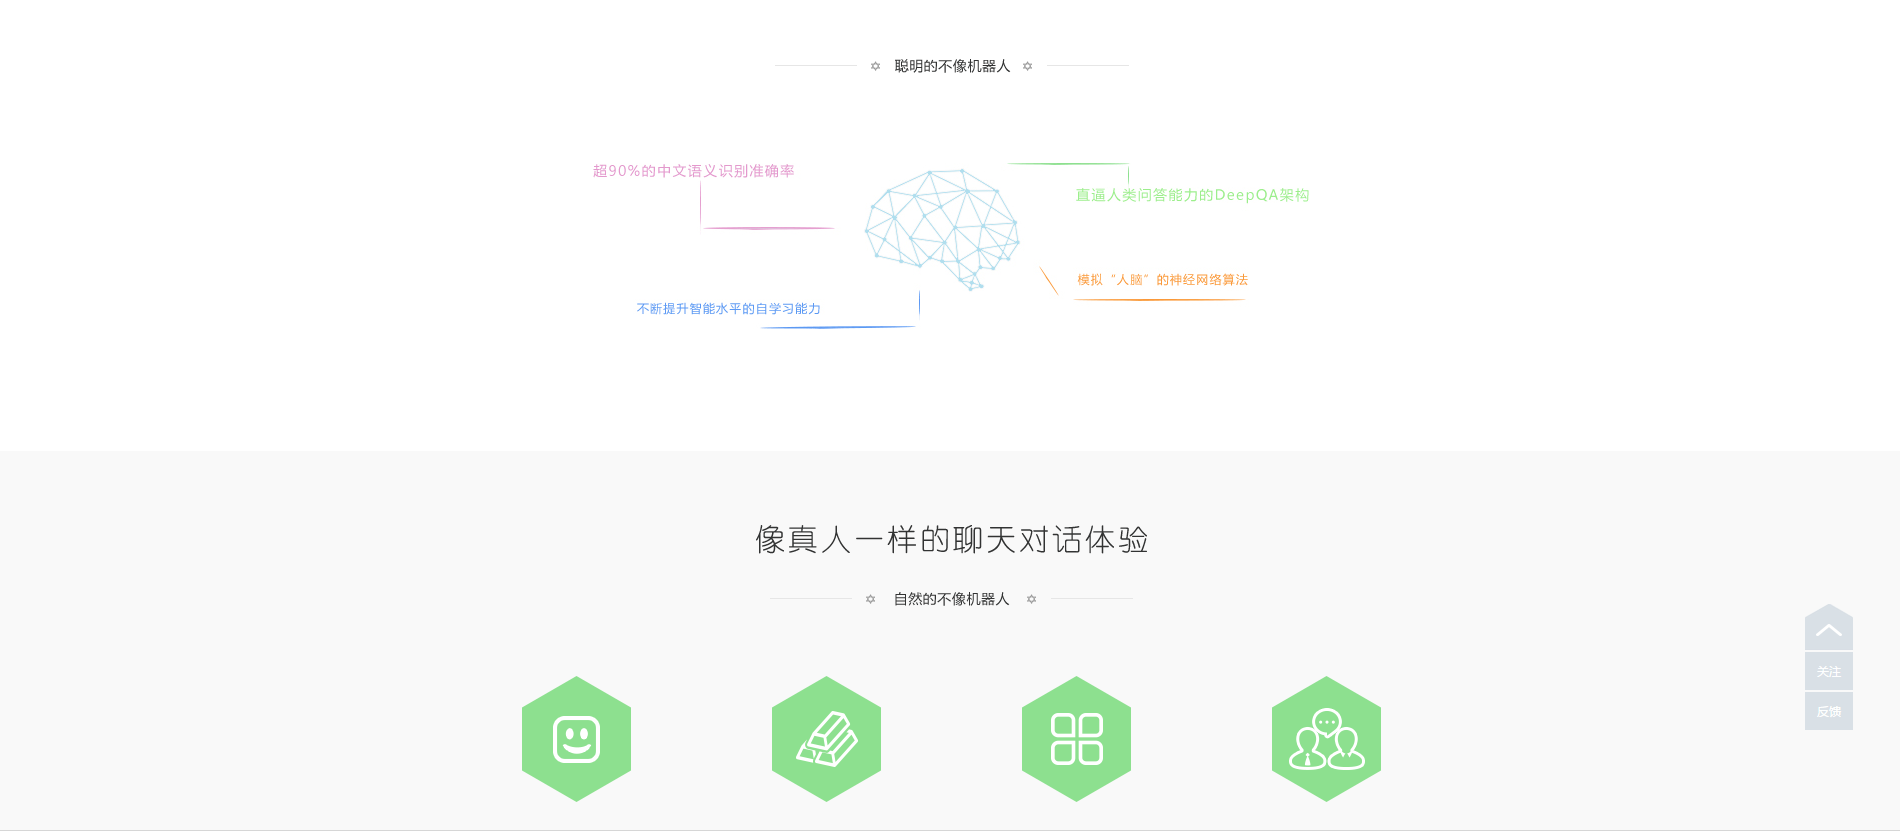 聪明的不像机器人
超90%的中文语义识别准确率
直逼人类问答能力的DeepQA架构
模拟“人脑”的神经网络算法
不断提升智能水平的自学习能力
像真人一样的聊天对话体验
自然的不像机器人
关注
反馈